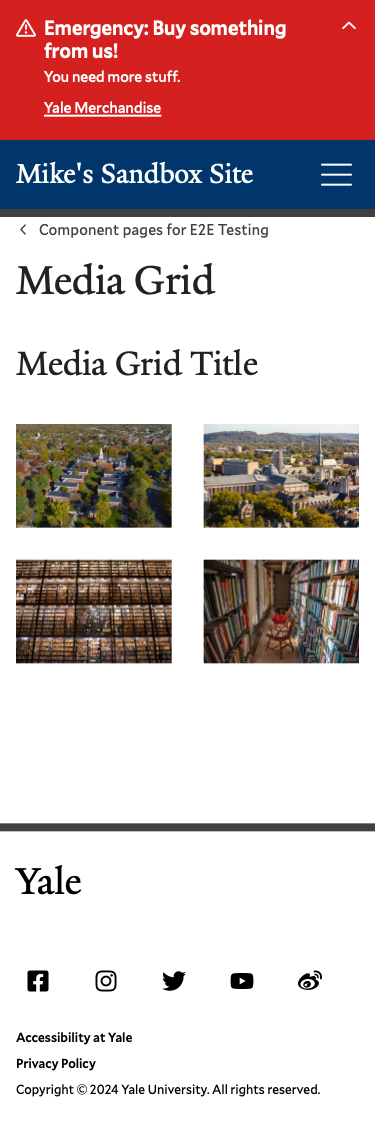 Emergency: Buy something
from us!
You need more stuff.
Yale Merchandise
Mike's Sandbox Site
Component pages for E2E Testing
Media Grid
Media Grid Title
Yale
Accessibility at Yale
Privacy Policy
Copyright © 2024 Yale University. All rights reserved.